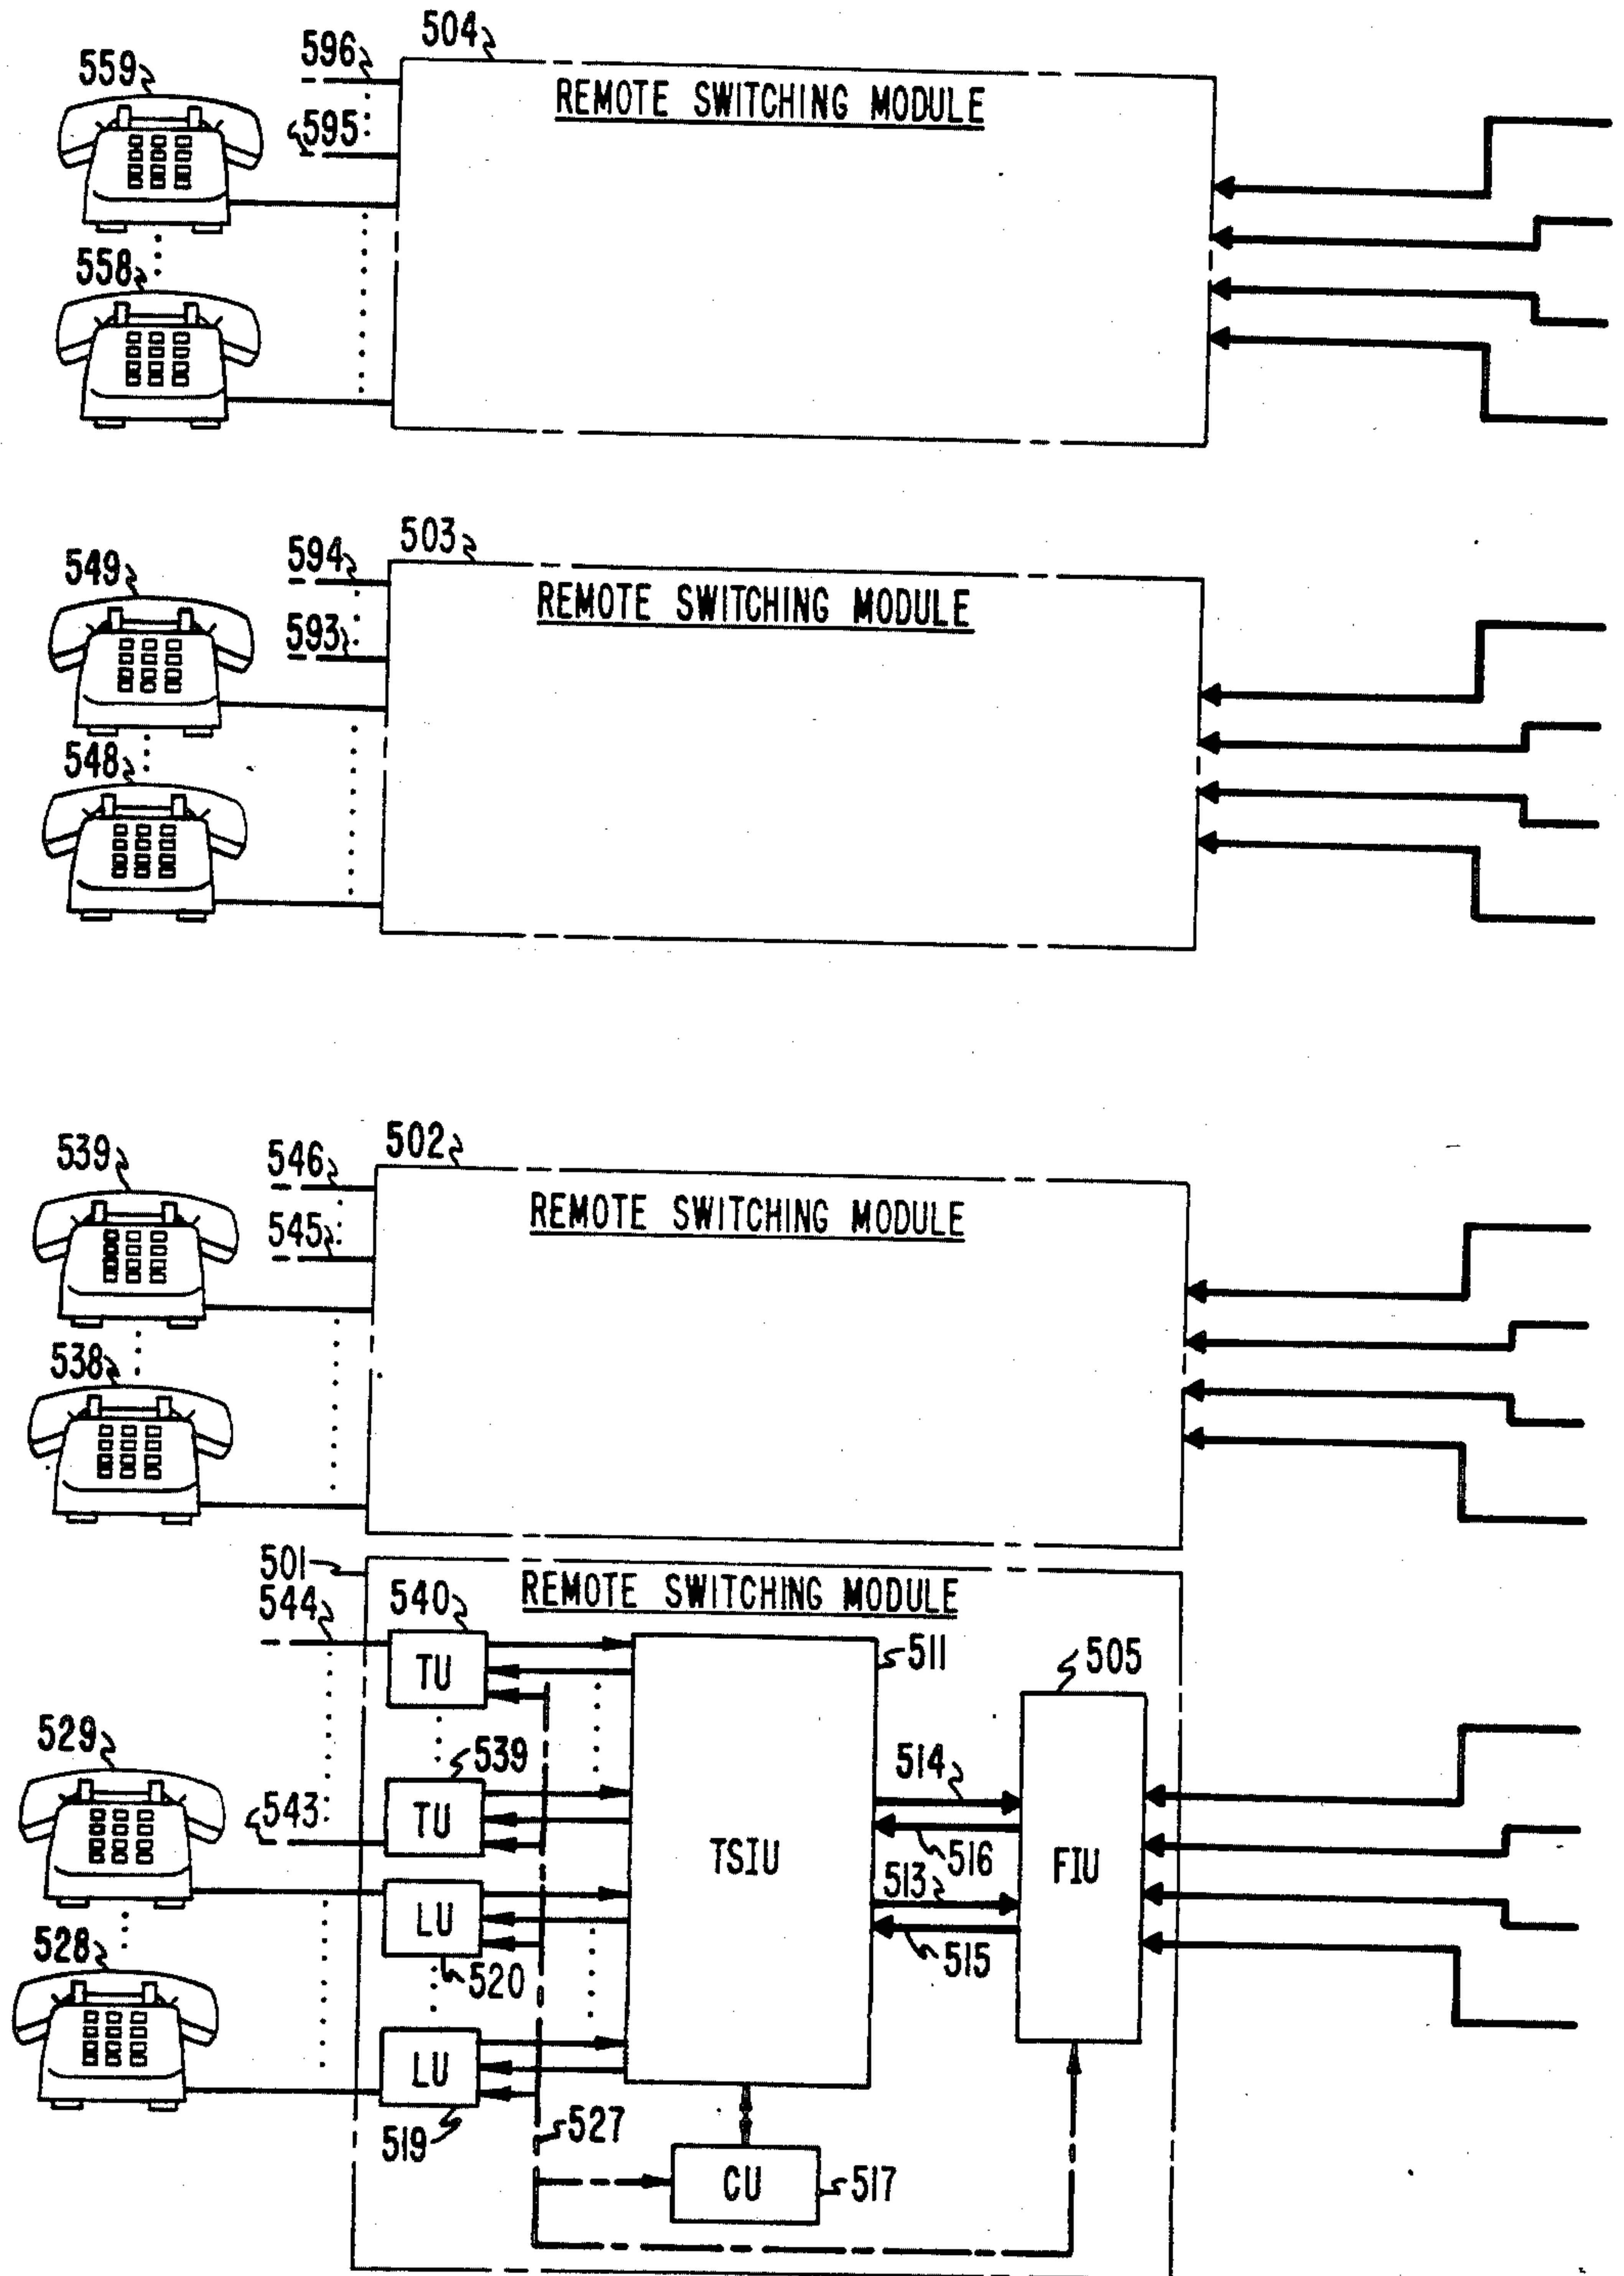 504
596
559
REMOTE SWITCHING MODULE
595
558
503
594
549
REMOTE SWITCHING MODULE
593
548
502
546
539
REMOTE SWITCHING MODULE
545
538
501
REMOTE SWITCHING MODULE
544
540
511
505
TU
529
539
514
543
TU
TSIU
516
FIU
513
LU
528
520
515
LU
519
527
CU
517